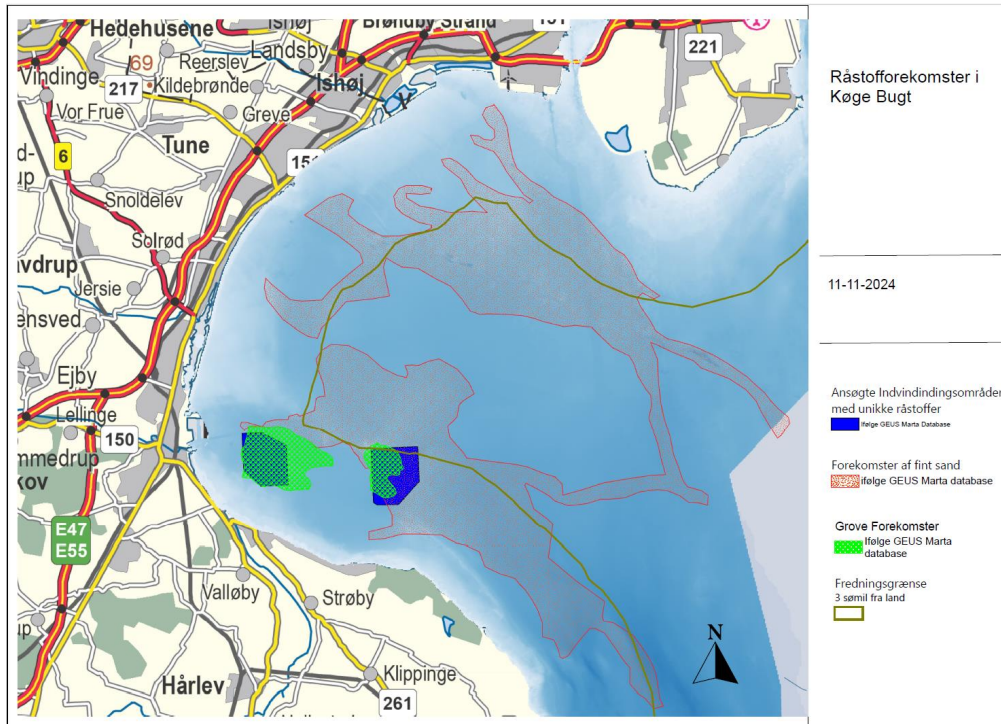 Hedehusene
Ishøj
Brøndby Strand
151
221
Landsby
Reerslev
69
Vindinge
217
Kildebrønde
Ishøj
Vor Frue
Greve
Tune
151
6
Snoldelev
Solrød
Jersie
Ejby
Lellinge
150
E47
E55
Valløby
Strøby
Klippinge
Hårlev
261
N
Råstofforekomster i
Køge Bugt
11-11-2024
Ansøgte Indvindindingsområder
med unikke råstoffer
Ifølge GEUS Marta Database
Forekomster af fint sand
ifølge GEUS Marta database
Grove Forekomster
Ifølge GEUS Marta
database
Fredningsgrænse
3 sømil fra land